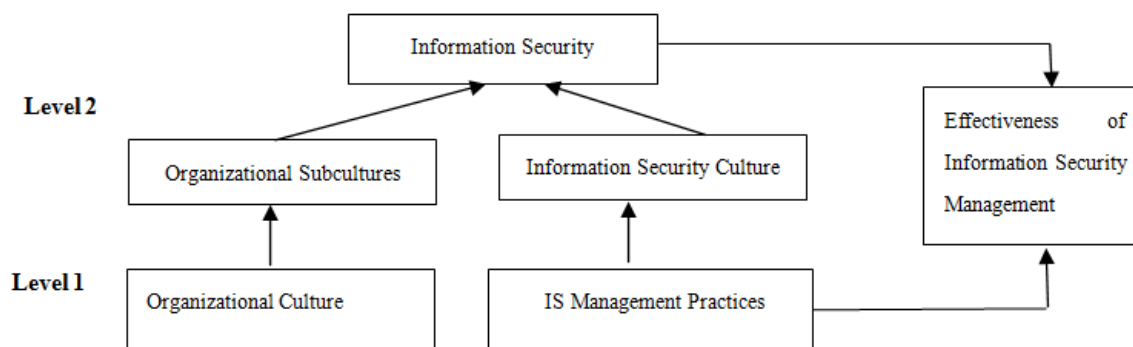 Information Security
Level 2
Effectiveness of
Information Security
Management
Organizational Subcultures
Information Security Culture
Level 1
Organizational Culture
IS Management Practices